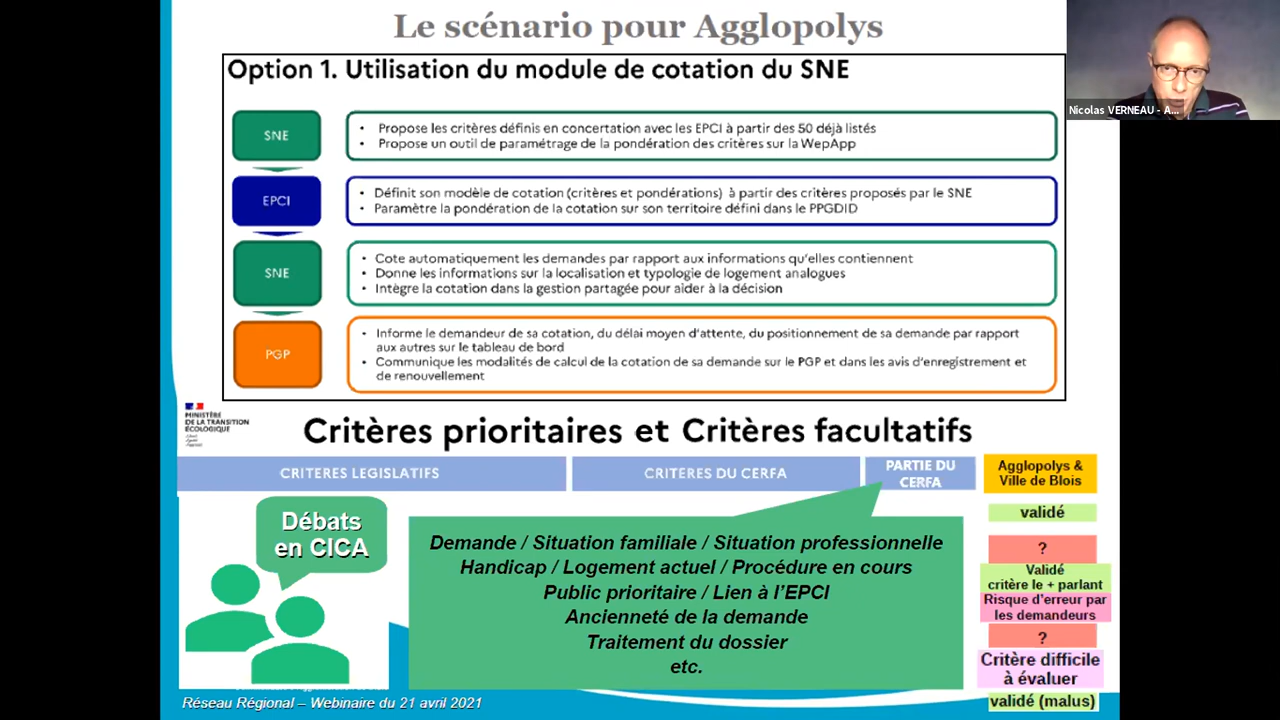 Le scénario pour Agglopolys
Nicolas VERNEAU - A...
Option 1. Utilisation du module de cotation du SNE
SNE
• Propose les critères définis en concertation avec les EPCI à partir des 50 déjà listés
• Propose un outil de paramétrage de la pondération des critères sur la WepApp
EPCI
• Définit son modèle de cotation (critères et pondérations) à partir des critères proposés par le SNE
• Paramètre la pondération de la cotation sur son territoire défini dans le PPGDID
SNE
• Cote automatiquement les demandes par rapport aux informations qu'elles contiennent
• Donne les informations sur la localisation et typologie de logement analogues
• Intègre la cotation dans la gestion partagée pour aider à la décision
PGP
• Informe le demandeur de sa cotation, du délai moyen d'attente, du positionnement de sa demande par rapport
aux autres sur le tableau de bord
• Communique les modalités de calcul de la cotation de sa demande sur le PGP et dans les avis d'enregistrement et
de renouvellement
MINISTÈRE
DE LA TRANSITION
ÉCOLOGIQUE
Critères prioritaires et Critères facultatifs
CRITERES LEGISLATIFS
CRITERES DU CERFA
PARTIE DU
CERFA
Agglopolys &
Ville de Blois
Débats
en CICA
Demande / Situation familiale / Situation professionnelle
Handicap / Logement actuel / Procédure en cours
Public prioritaire / Lien à l'EPCI
Ancienneté de la demande
Traitement du dossier
etc.
validé
?
Validé
critère le + parlant
Risque d'erreur par
les demandeurs
?
Critère difficile
à évaluer
validé (malus)
Réseau Régional – Webinaire du 21 avril 2021